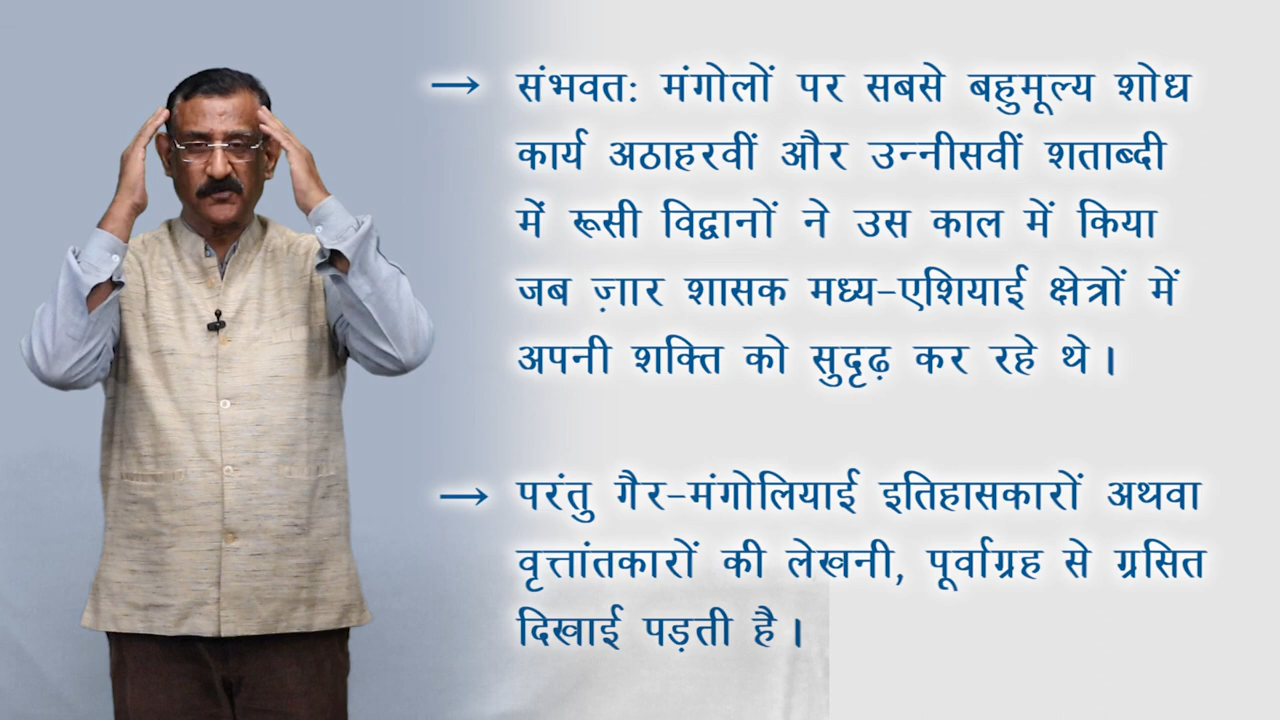 → संभवत: मंगोलों पर सबसे बहुमूल्य शोध
कार्य अठाहरवीं और उन्नीसवीं शताब्दी
में रूसी विद्वानों ने उस काल में किया
जब ज़ार शासक मध्य-एशियाई क्षेत्रों में
अपनी शक्ति को सुदृढ़ कर रहे थे।
→ परंतु गैर-मंगोलियाई इतिहासकारों अथवा
वृत्तांतकारों की लेखनी, पूर्वाग्रह से ग्रसित
दिखाई पड़ती है।